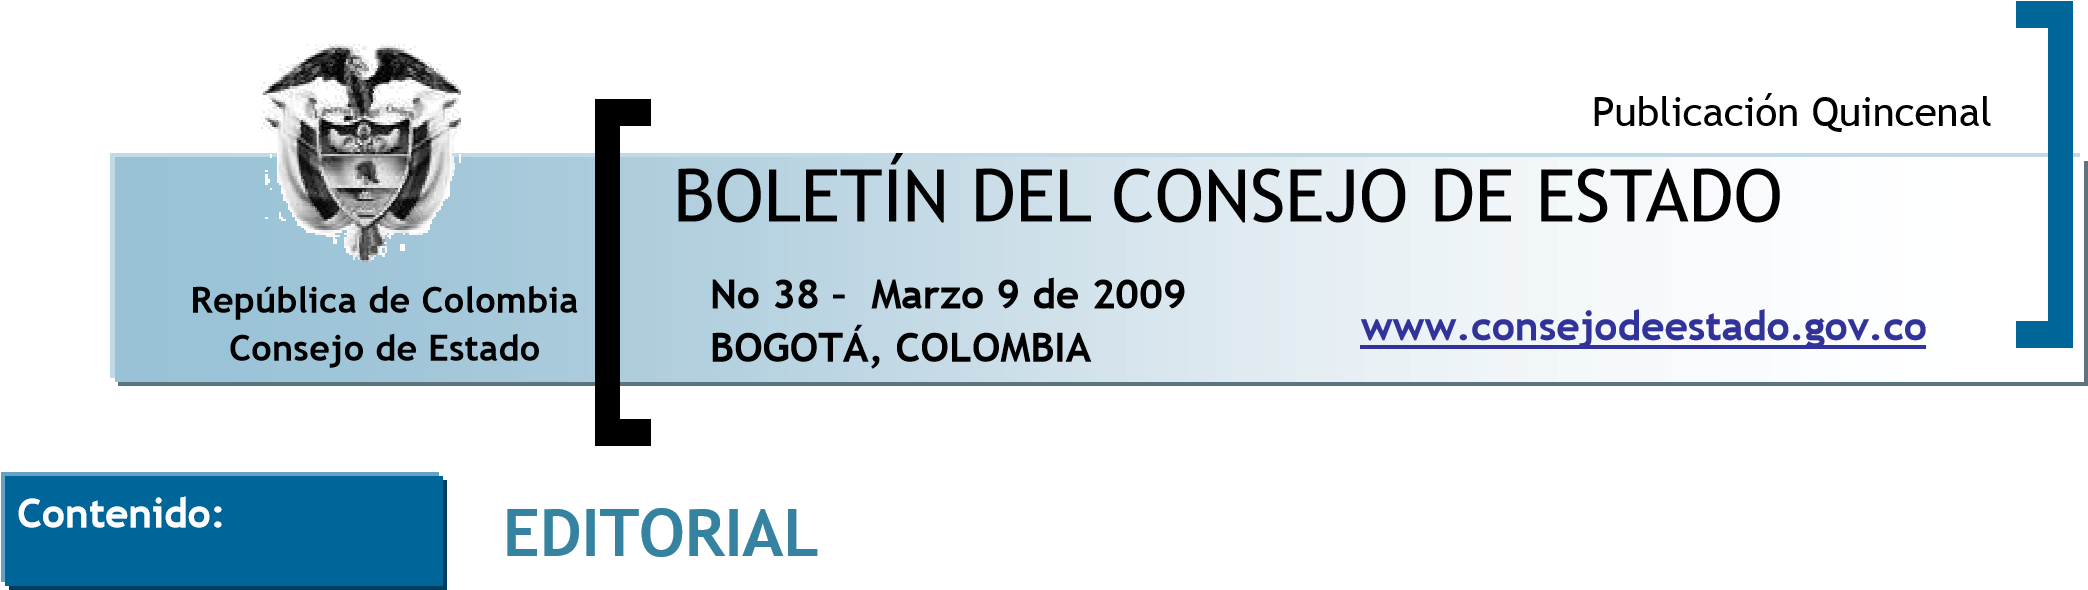 Publicación Quincenal
BOLETÍN DEL CONSEJO DE ESTADO
República de Colombia
Consejo de Estado
No 38 – Marzo 9 de 2009
BOGOTÁ, COLOMBIA
www.consejodeestado.gov.co
Contenido:
EDITORIAL